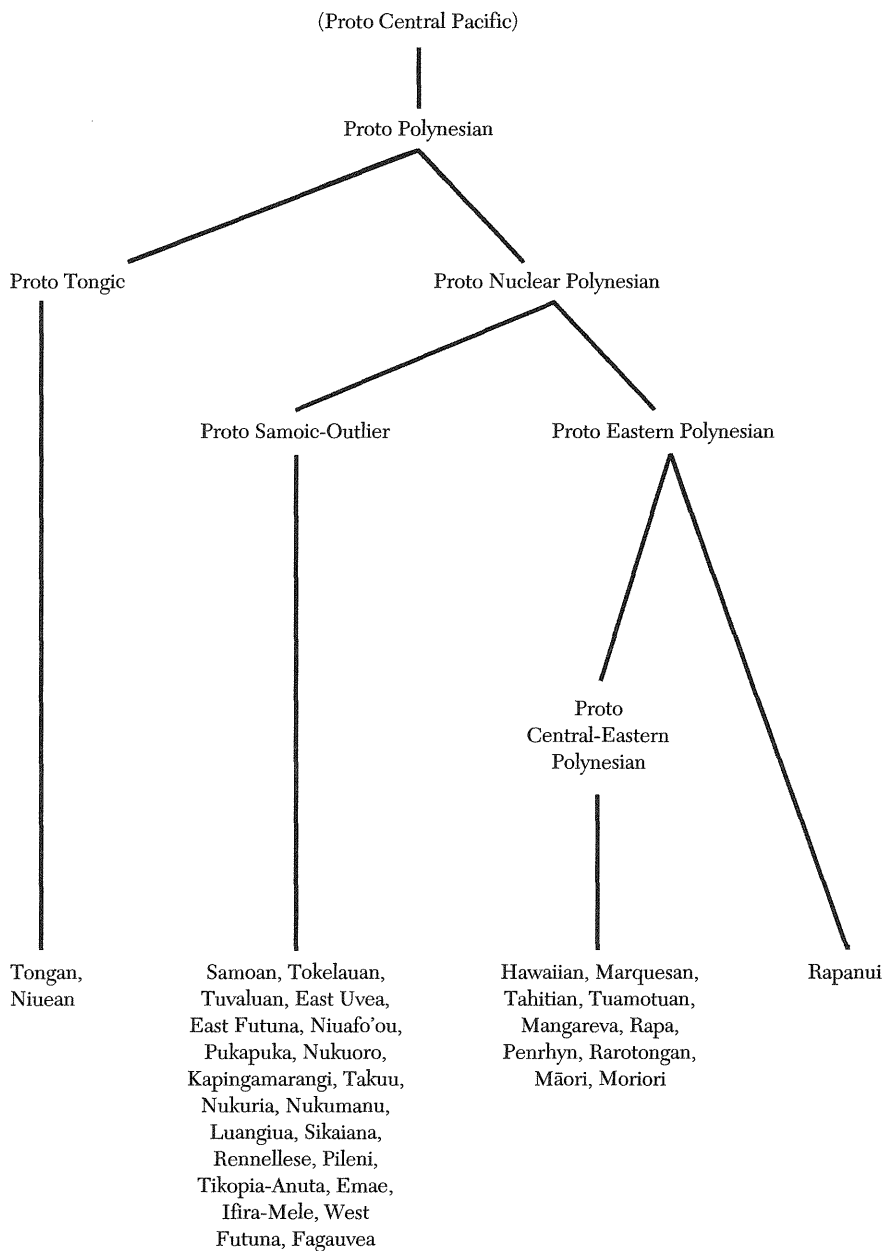 (Proto Central Pacific)
Proto Polynesian
Proto Tongic
Proto Nuclear Polynesian
Proto Samoic-Outlier
Proto Eastern Polynesian
Proto
Central-Eastern
Polynesian
Tongan,
Niuean
Samoan, Tokelauan,
Tuvaluan, East Uvea,
East Futuna, Niuafo'ou,
Pukapuka, Nukuoro,
Kapingamarangi, Takuu,
Nukuria, Nukumanu,
Luangiua, Sikaiana,
Rennellese, Pileni,
Tikopia-Anuta, Emae,
Ifira-Mele, West
Futuna, Fagauvea
Hawaiian, Marquesan,
Tahitian, Tuamotuan,
Mangareva, Rapa,
Penrhyn, Rarotongan,
Māori, Moriori
Rapanui